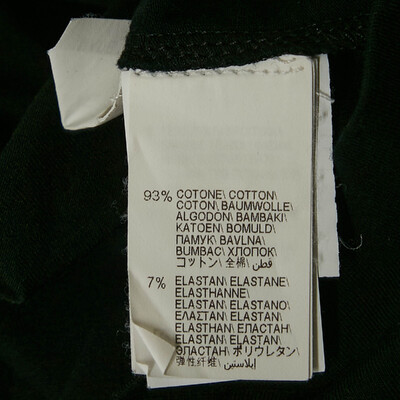 93% COTONE\ COTTON\
COTON\ BAUMWOLLE\
ALGODON\ BAMBAKI\
KATOEN\ BOMULD\
ПАМУК\ BAVLNA\
BUMBAC\ ХЛОПОК\
コットン\ 全棉\ قطن\
7% ELASTAN\ ELASTANE\
ELASTHANNE\
ELASTAN\ ELASTANO\
ΕΛΑΣΤΑΝ\ ELASTAN\
ELASTHAN\ ЕЛАСТАН\
ELASTAN\ ELASTAN\
ЭЛАСТАН\ ポリウレタン\
弹性纤维\ إيلاستين\